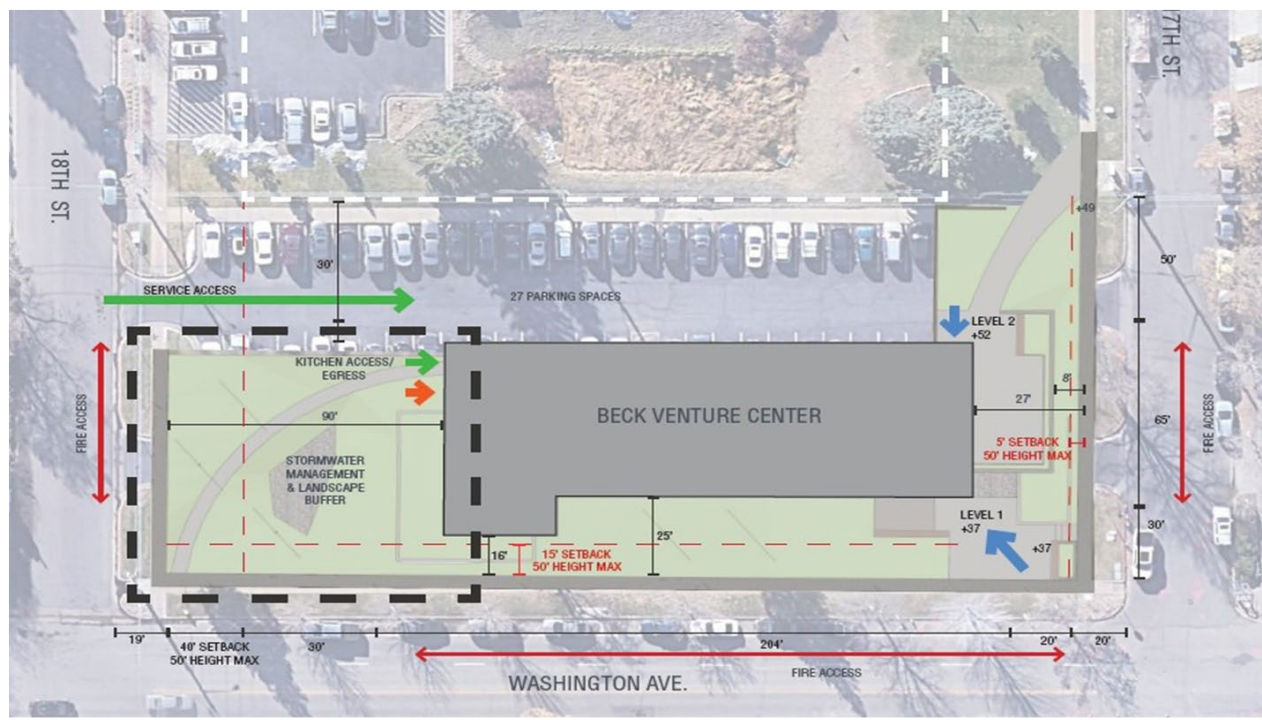 17TH ST.
18TH ST.
+49
30'
50'
SERVICE ACCESS
27 PARKING SPACES
LEVEL 2
+52
KITCHEN ACCESS/
EGRESS
8'
27'
90'
BECK VENTURE CENTER
FIRE ACCESS
65'
FIRE ACCESS
5' SETBACK
50' HEIGHT MAX
STORMWATER
MANAGEMENT
& LANDSCAPE
BUFFER
LEVEL 1
+37
+37
30'
25'
16'
15' SETBACK
50' HEIGHT MAX
19'
40' SETBACK
50' HEIGHT MAX
30'
204'
20'
20'
FIRE ACCESS
WASHINGTON AVE.